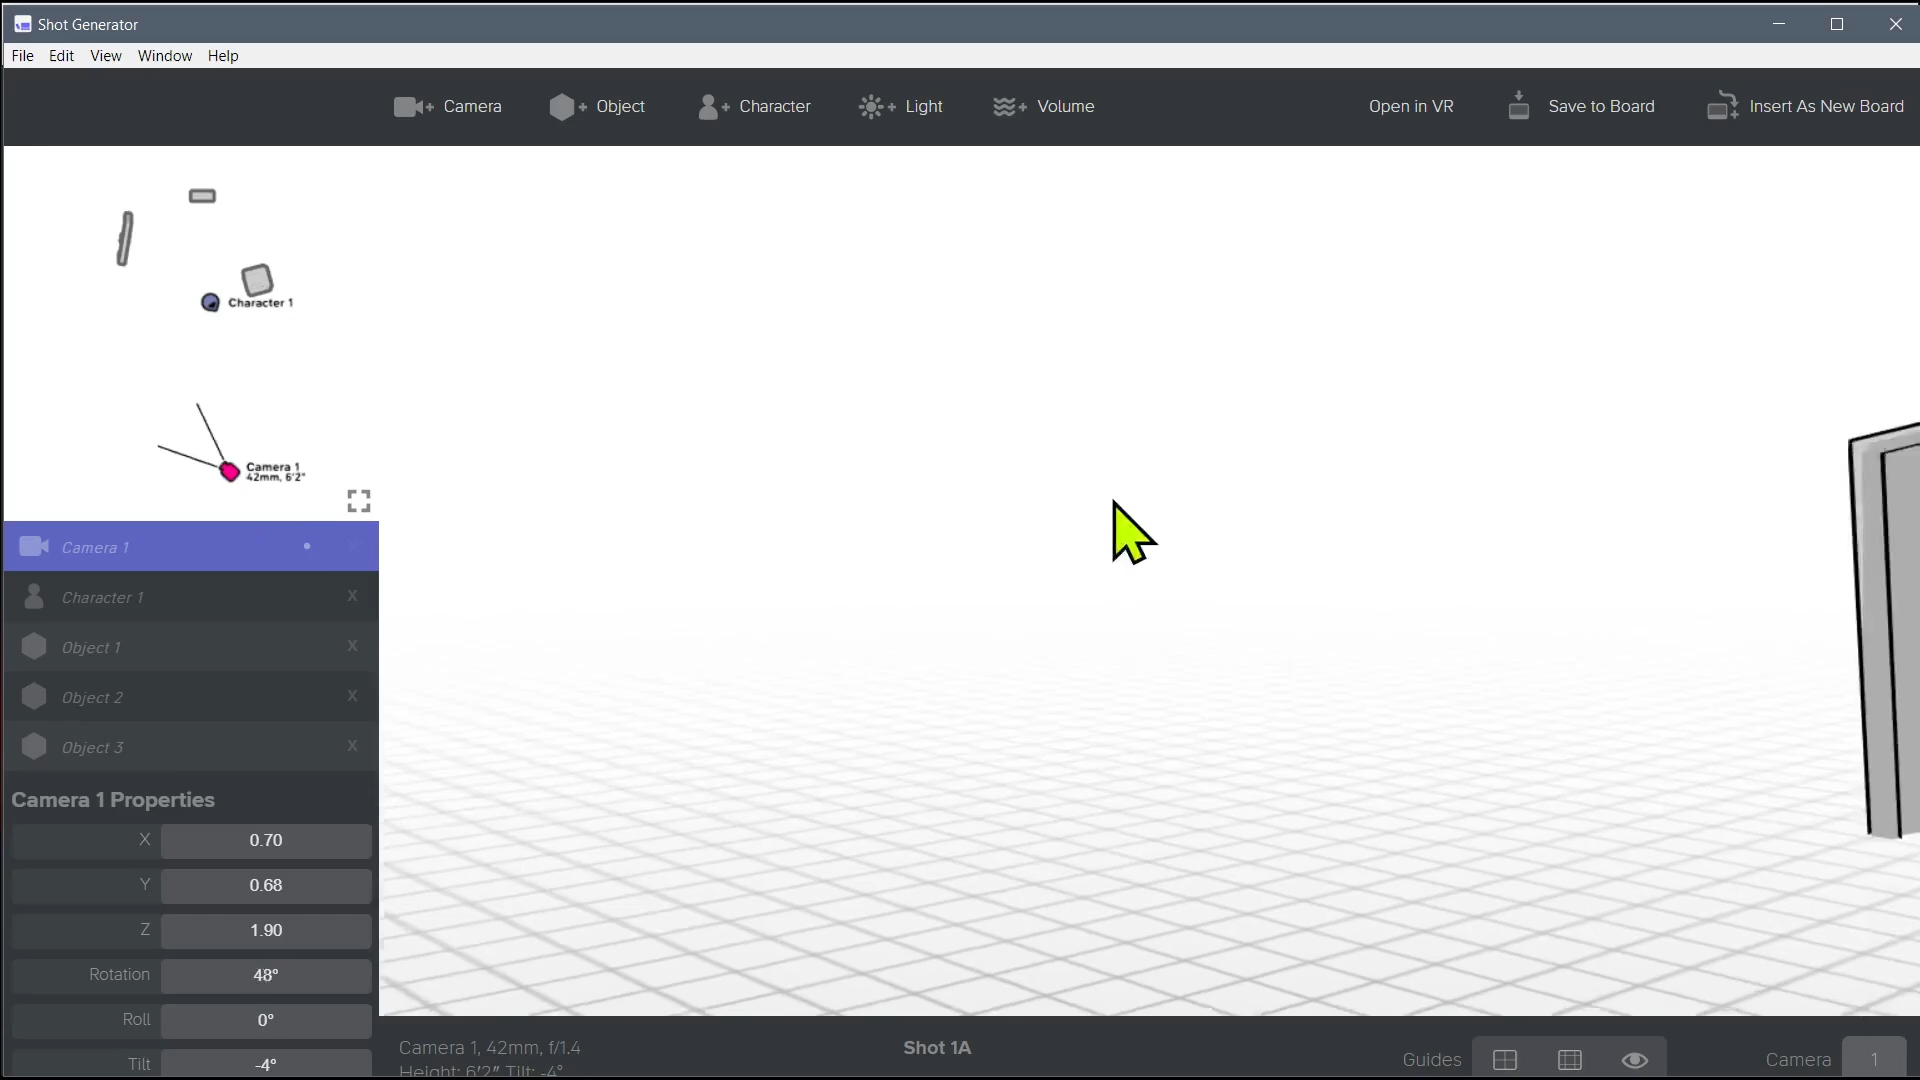 Shot Generator
File Edit View Window Help
Camera Object Character Light Volume Open in VR Save to Board Insert As New Board
Character 1
Camera 1
42mm, 6'2"
Camera 1
Character 1 X
Object 1 X
Object 2 X
Object 3 X
Camera 1 Properties
X 0.70
Y 0.68
Z 1.90
Rotation 48°
Roll 0°
Tilt -4°
Camera 1, 42mm, f/1.4
Height: 6'2" Tilt: -4°
Shot 1A
Guides
Camera 1